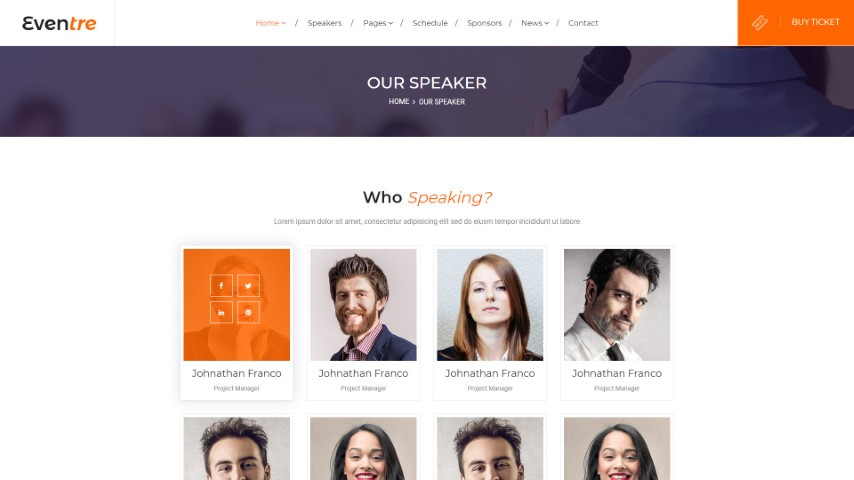 Eventre
Home / Speakers / Pages / Schedule / Sponsors / News / Contact
BUY TICKET
OUR SPEAKER
HOME > OUR SPEAKER
Who Speaking?
Lorem ipsum dolor sit amet, consectetur adipisicing elit sed do eiusm tempor incididunt ut labore
Johnathan Franco Johnathan Franco Johnathan Franco Johnathan Franco
Project Manager Project Manager Project Manager Project Manager